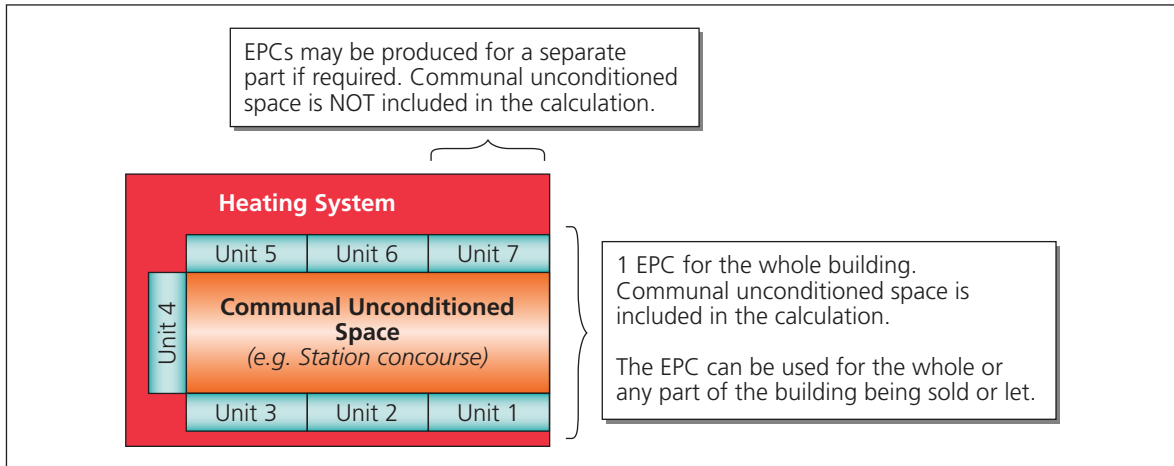 EPCs may be produced for a separate
part if required. Communal unconditioned
space is NOT included in the calculation.
Heating System
Unit 5
Unit 6
Unit 7
Unit 4
Communal Unconditioned
Space
(e.g. Station concourse)
Unit 3
Unit 2
Unit 1
1 EPC for the whole building.
Communal unconditioned space is
included in the calculation.
The EPC can be used for the whole or
any part of the building being sold or let.